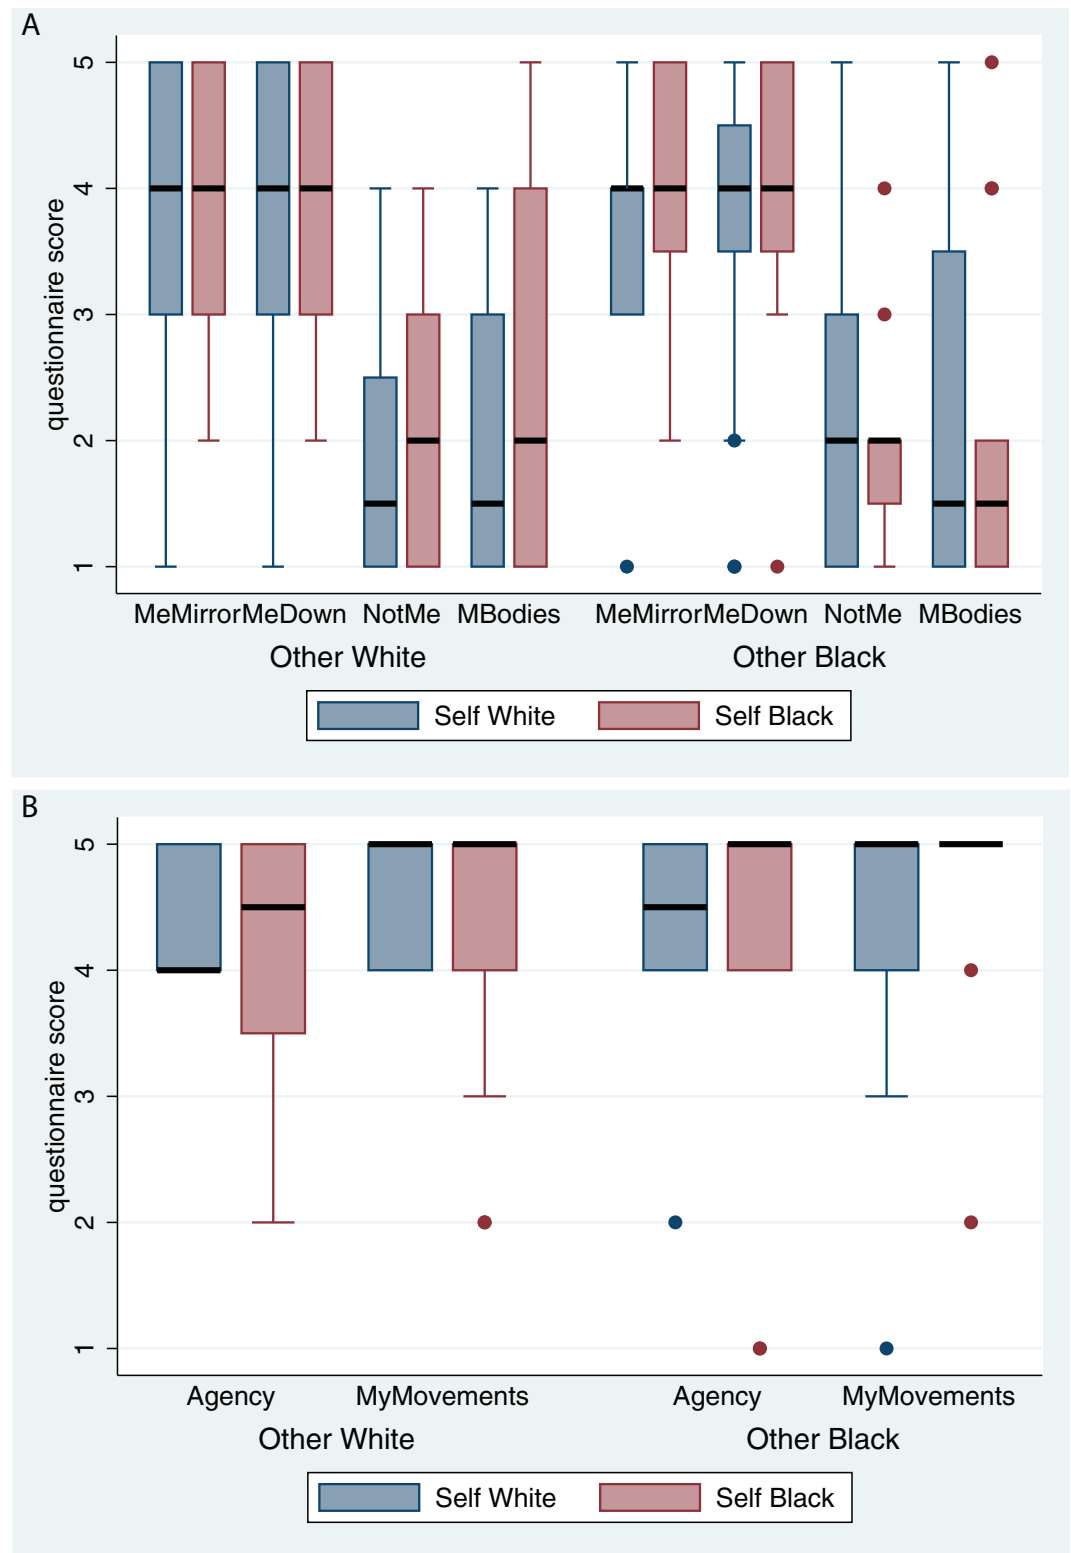 A
questionnaire score
5
4
3
2
1
MeMirror MeDown NotMe MBodies MeMirror MeDown NotMe MBodies
Other White Other Black
Self White Self Black
B
questionnaire score
5
4
3
2
1
Agency MyMovements Agency MyMovements
Other White Other Black
Self White Self Black